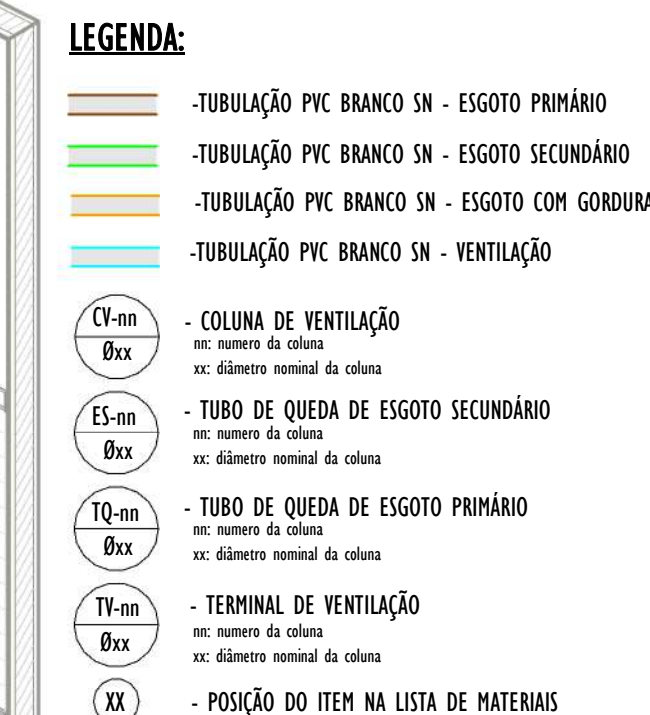 LEGENDA:
-TUBULAÇÃO PVC BRANCO SN - ESGOTO PRIMÁRIO
-TUBULAÇÃO PVC BRANCO SN - ESGOTO SECUNDÁRIO
-TUBULAÇÃO PVC BRANCO SN - ESGOTO COM GORDURA
-TUBULAÇÃO PVC BRANCO SN - VENTILAÇÃO
CV-nn
Øxx
- COLUNA DE VENTILAÇÃO
nn: numero da coluna
xx: diâmetro nominal da coluna
ES-nn
Øxx
- TUBO DE QUEDA DE ESGOTO SECUNDÁRIO
nn: numero da coluna
xx: diâmetro nominal da coluna
TQ-nn
Øxx
- TUBO DE QUEDA DE ESGOTO PRIMÁRIO
nn: numero da coluna
xx: diâmetro nominal da coluna
TV-nn
Øxx
- TERMINAL DE VENTILAÇÃO
nn: numero da coluna
xx: diâmetro nominal da coluna
XX
- POSIÇÃO DO ITEM NA LISTA DE MATERIAIS